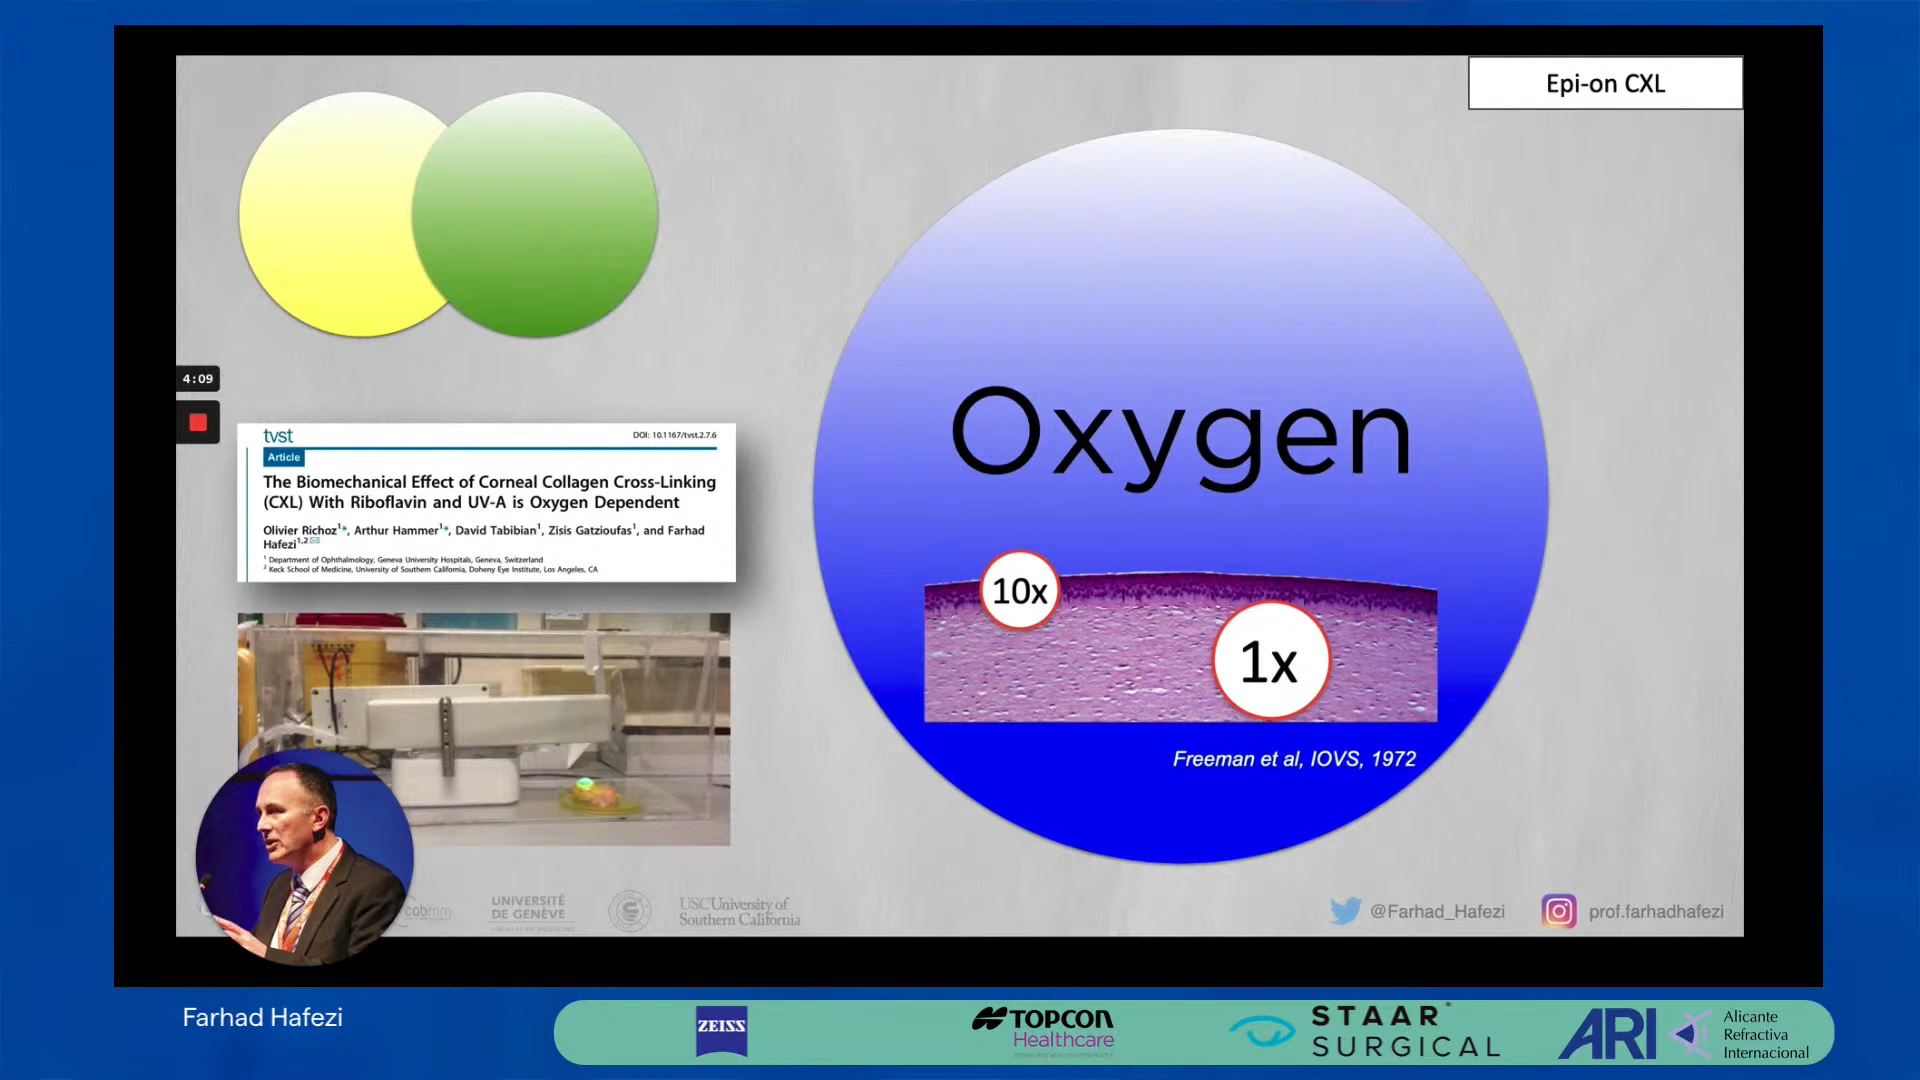 Epi-on CXL
4:09
tvst
DOI: 10.1167/tvst.2.7.6
Article
The Biomechanical Effect of Corneal Collagen Cross-Linking
(CXL) With Riboflavin and UV-A is Oxygen Dependent
Olivier Richoz1*, Arthur Hammer1*, David Tabibian1, Zisis Gatzioufas1, and Farhad
Hafezi1,2
1 Department of Ophthalmology, Geneva University Hospitals, Geneva, Switzerland
2 Keck School of Medicine, University of Southern California, Doheny Eye Institute, Los Angeles, CA
Oxygen
10x
1x
Freeman et al, IOVS, 1972
UNIVERSITÉ
DE GENÈVE
USC University of
Southern California
@Farhad_Hafezi
prof.farhadhafezi
Farhad Hafezi
ZEISS
TOPCON
Healthcare
STAAR
SURGICAL
ARI
Alicante
Refractiva
Internacional